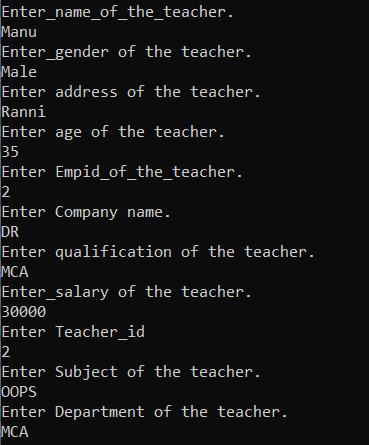 Enter_name_of_the_teacher.
Manu
Enter_gender of the teacher.
Male
Enter address of the teacher.
Ranni
Enter age of the teacher.
35
Enter Empid_of_the_teacher.
2
Enter Company name.
DR
Enter qualification of the teacher.
MCA
Enter_salary of the teacher.
30000
Enter Teacher_id
2
Enter Subject of the teacher.
OOPS
Enter Department of the teacher.
MCA